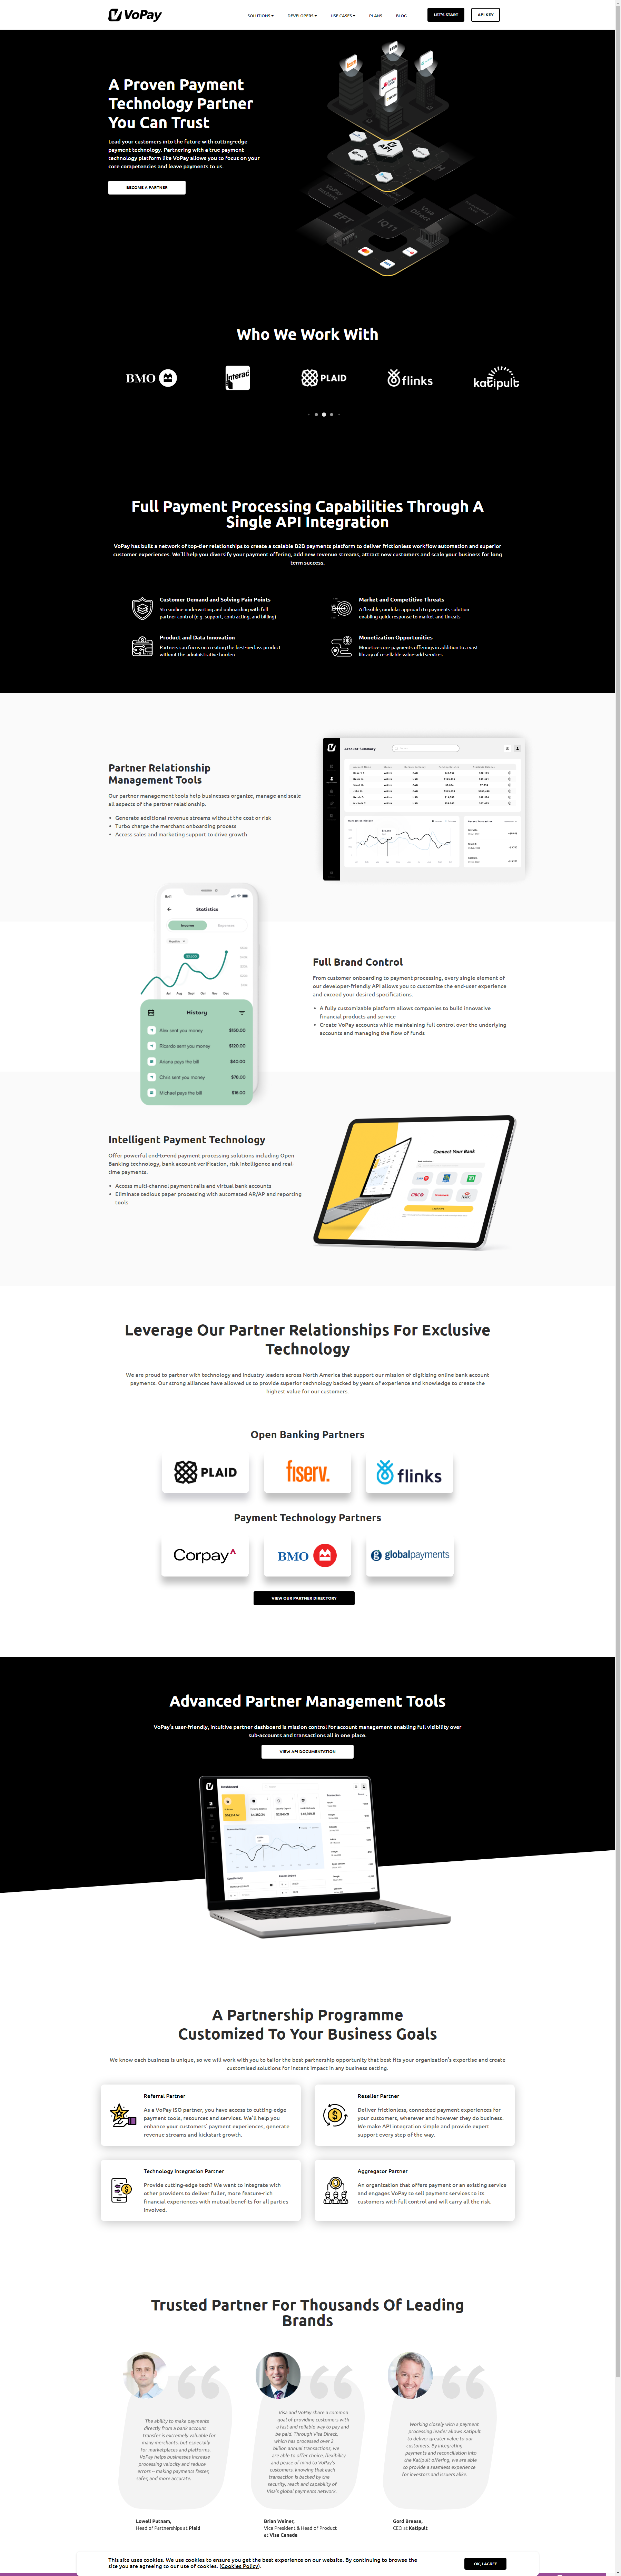 VoPay
SOLUTIONS
DEVELOPERS
USE CASES
PLANS
BLOG
LET'S START
API KEY
A Proven Payment
Technology Partner
You Can Trust
Lead your customers into the future with cutting-edge
payment technology. Partnering with a true payment
technology platform like VoPay allows you to focus on your
core competencies and leave payments to us.
BECOME A PARTNER
API
EFT
iQ11
Visa
Direct
Who We Work With
BMO
Interac
PLAID
flinks
katipult
Full Payment Processing Capabilities Through A
Single API Integration
VoPay has built a network of top-tier relationships to create a scalable B2B payments platform to deliver frictionless workflow automation and superior
customer experiences. We'll help you diversify your payment offering, add new revenue streams, attract new customers and scale your business for long
term success.
Customer Demand and Solving Pain Points
Streamline underwriting and onboarding with full
partner control (e.g. support, contracting, and billing)
Market and Competitive Threats
A flexible, modular approach to payments solution
enabling quick response to market and threats
Product and Data Innovation
Partners can focus on creating the best-in-class product
without the administrative burden
Monetization Opportunities
Monetize core payments offerings in addition to a vast
library of resellable value-add services
Partner Relationship
Management Tools
Our partner management tools help businesses organize, manage and scale
all aspects of the partner relationship.
• Generate additional revenue streams without the cost or risk
• Turbo charge the merchant onboarding process
• Access sales and marketing support to drive growth
Account Summary
Statistics
Income
Expenses
Monthly
Jul Aug Sept Oct Nov Dec
History
Alex sent you money $160.00
Ricardo sent you money $120.00
Ariana pays the bill $40.00
Chris sent you money $78.00
Michael pays the bill $15.00
Full Brand Control
From customer onboarding to payment processing, every single element of
our developer-friendly API allows you to customize the end-user experience
and exceed your desired specifications.
• A fully customizable platform allows companies to build innovative
financial products and service
• Create VoPay accounts while maintaining full control over the underlying
accounts and managing the flow of funds
Intelligent Payment Technology
Offer powerful end-to-end payment processing solutions including Open
Banking technology, bank account verification, risk intelligence and real-
time payments.
• Access multi-channel payment rails and virtual bank accounts
• Eliminate tedious paper processing with automated AR/AP and reporting
tools
Connect Your Bank
Leverage Our Partner Relationships For Exclusive
Technology
We are proud to partner with technology and industry leaders across North America that support our mission of digitizing online bank account
payments. Our strong alliances have allowed us to provide superior technology backed by years of experience and knowledge to create the
highest value for our customers.
Open Banking Partners
PLAID
fiserv.
flinks
Payment Technology Partners
Corpay
BMO
globalpayments
VIEW OUR PARTNER DIRECTORY
Advanced Partner Management Tools
VoPay's user-friendly, intuitive partner dashboard is mission control for account management enabling full visibility over
sub-accounts and transactions all in one place.
VIEW API DOCUMENTATION
Dashboard
A Partnership Programme
Customized To Your Business Goals
We know each business is unique, so we will work with you to tailor the best partnership opportunity that best fits your organization's expertise and create
customised solutions for instant impact in any business setting.
Referral Partner
As a VoPay ISO partner, you have access to cutting-edge
payment tools, resources and services. We'll help you
enhance your customers' payment experiences, generate
revenue streams and kickstart growth.
Reseller Partner
Deliver frictionless, connected payment experiences for
your customers, wherever and however they do business.
We make API integration simple and provide expert
support every step of the way.
Technology Integration Partner
Provide cutting-edge tech? We want to integrate with
other providers to deliver fuller, more feature-rich
financial experiences with mutual benefits for all parties
involved.
Aggregator Partner
An organization that offers payment or an existing service
and engages VoPay to sell payment services to its
customers with full control and will carry all the risk.
Trusted Partner For Thousands Of Leading
Brands
The ability to make payments
directly from a bank account
transfer is extremely valuable for
many merchants, but especially
for marketplaces and platforms.
VoPay helps businesses increase
processing velocity and reduce
errors – making payments faster,
safer, and more accurate.
Lowell Putnam,
Head of Partnerships at Plaid
Visa and VoPay share a common
goal of providing customers with
a fast and reliable way to pay and
be paid. Through Visa Direct,
which has processed over 2
billion annual transactions, we
are able to offer choice, flexibility
and peace of mind to VoPay's
customers, knowing that each
transaction is backed by the
security, reach and capability of
Visa's global payments network.
Brian Weiner,
Vice President & Head of Product
at Visa Canada
Working closely with a payment
processing leader allows Katipult
to deliver greater value to our
customers. By integrating
payments and reconciliation into
the Katipult offering, we are able
to provide a seamless experience
for investors and issuers alike.
Gord Breese,
CEO at Katipult
This site uses cookies. We use cookies to ensure you get the best experience on our website. By continuing to browse the
site you are agreeing to our use of cookies. (Cookies Policy).
OK, I AGREE